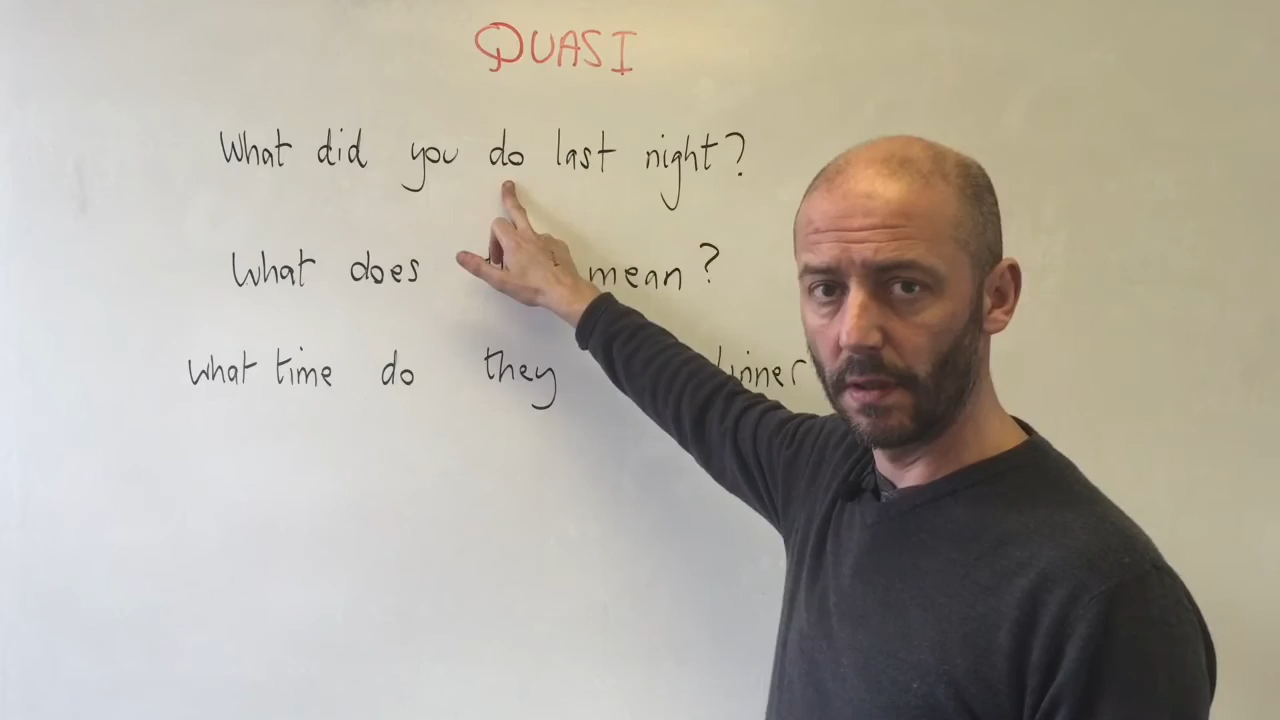 QUASI
What did you do last night?
What does mean?
what time do they